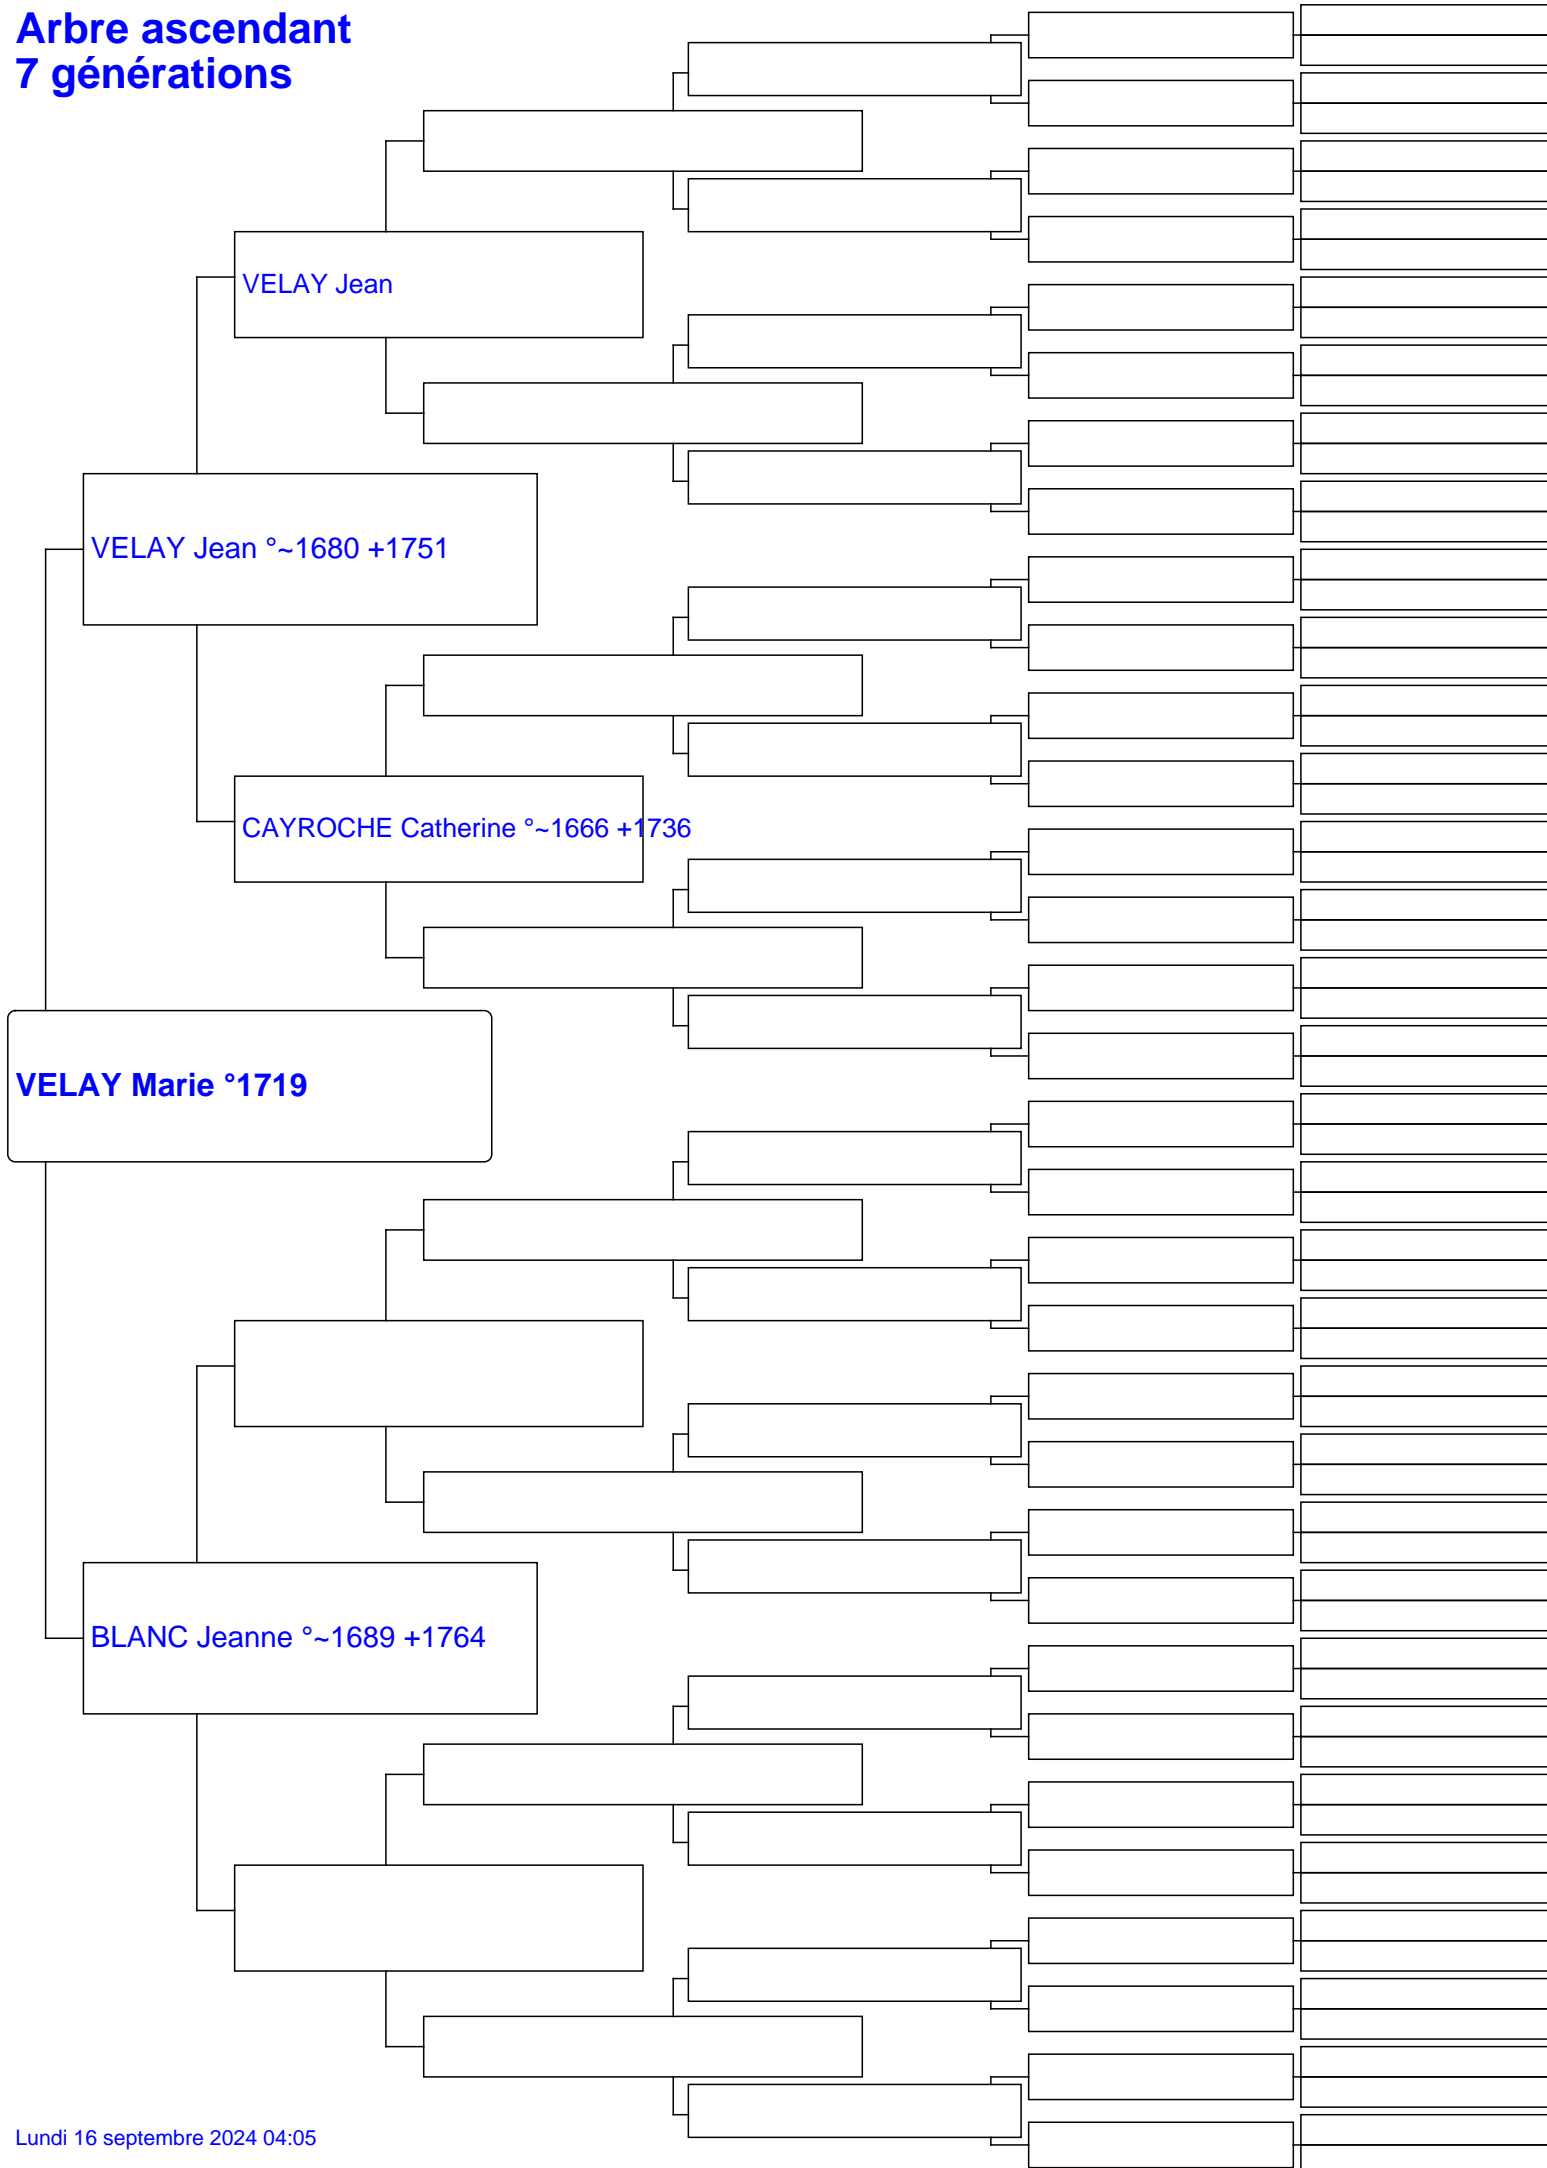 Arbre ascendant
7 générations
VELAY Jean
VELAY Jean °~1680 +1751
CAYROCHE Catherine °~1666 +1736
VELAY Marie °1719
BLANC Jeanne °~1689 +1764
Lundi 16 septembre 2024 04:05